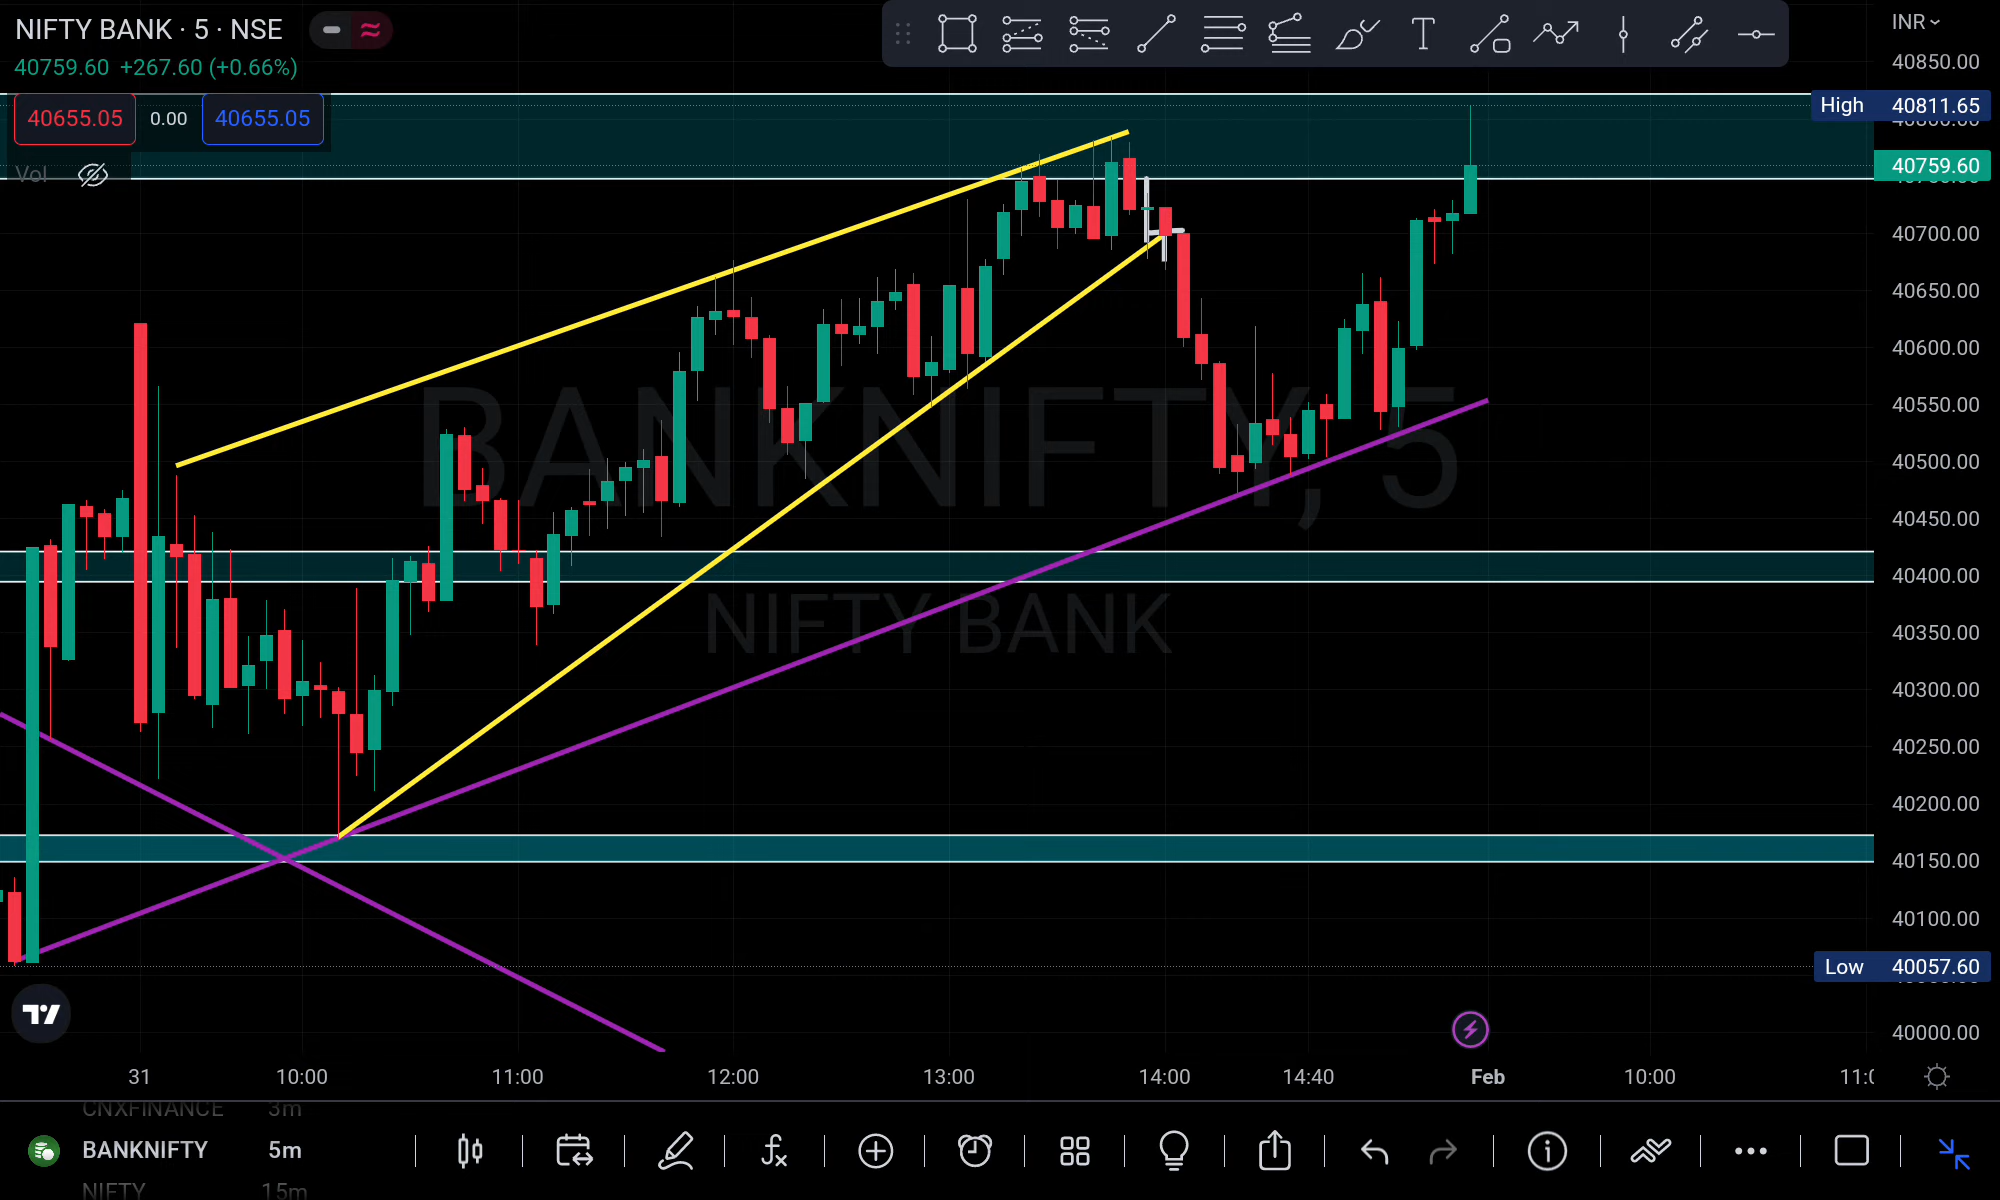 NIFTY BANK · 5 · NSE
40759.60 +267.60 (+0.66%)
40655.05 0.00 40655.05
Vol
INR
40850.00
High 40811.65
40759.60
40700.00
40650.00
40600.00
40550.00
40500.00
40450.00
40400.00
40350.00
40300.00
40250.00
40200.00
40150.00
40100.00
Low 40057.60
40000.00
BANKNIFTY, 5
NIFTY BANK
31 10:00 11:00 12:00 13:00 14:00 14:40 Feb 10:00
CNXFINANCE 3m
BANKNIFTY 5m
NIFTY 15m